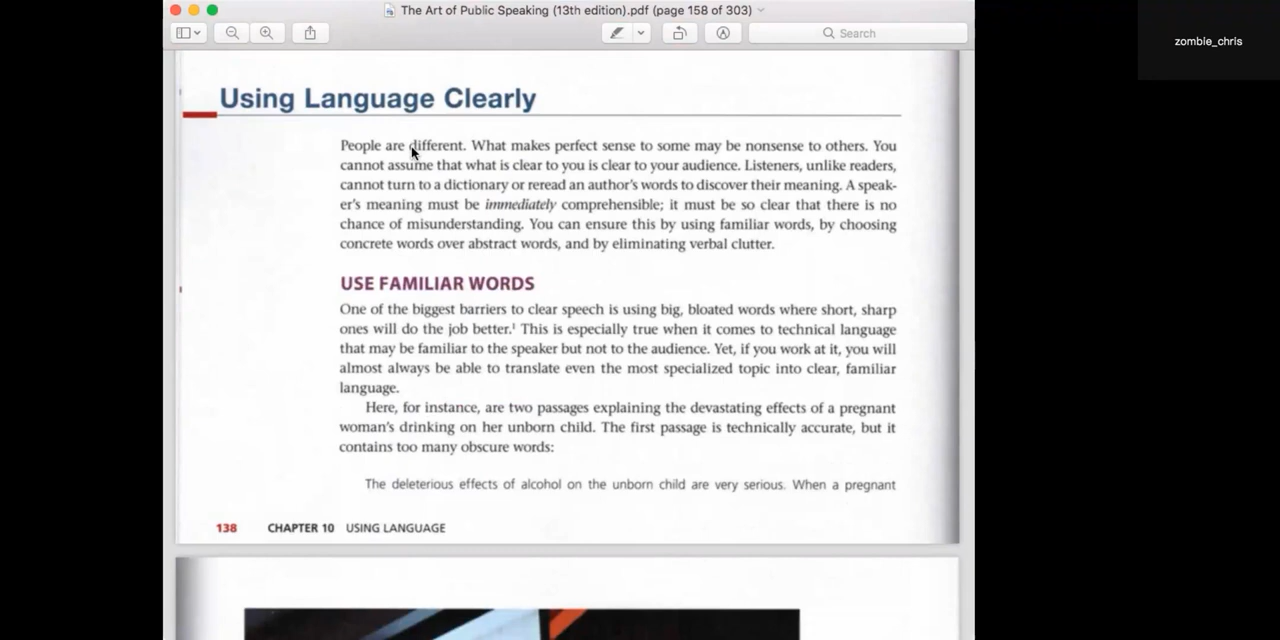 The Art of Public Speaking (13th edition).pdf (page 158 of 303)
Search
zombie_chris
Using Language Clearly
People are different. What makes perfect sense to some may be nonsense to others. You
cannot assume that what is clear to you is clear to your audience. Listeners, unlike readers,
cannot turn to a dictionary or reread an author's words to discover their meaning. A speak-
er's meaning must be immediately comprehensible; it must be so clear that there is no
chance of misunderstanding. You can ensure this by using familiar words, by choosing
concrete words over abstract words, and by eliminating verbal clutter.
USE FAMILIAR WORDS
One of the biggest barriers to clear speech is using big, bloated words where short, sharp
ones will do the job better.¹ This is especially true when it comes to technical language
that may be familiar to the speaker but not to the audience. Yet, if you work at it, you will
almost always be able to translate even the most specialized topic into clear, familiar
language.
Here, for instance, are two passages explaining the devastating effects of a pregnant
woman's drinking on her unborn child. The first passage is technically accurate, but it
contains too many obscure words:
The deleterious effects of alcohol on the unborn child are very serious. When a pregnant
138 CHAPTER 10 USING LANGUAGE